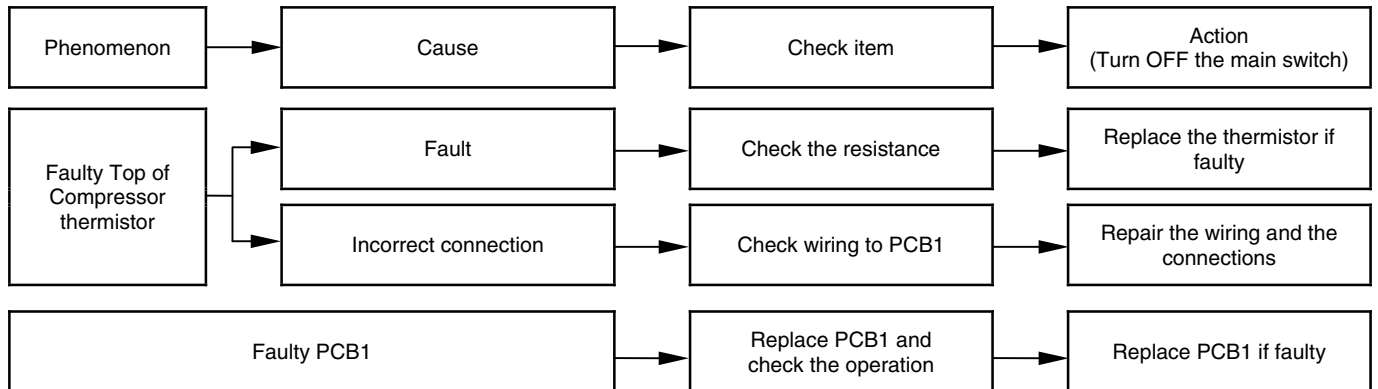 Phenomenon
Cause
Check item
Action
(Turn OFF the main switch)
Faulty Top of
Compressor
thermistor
Fault
Check the resistance
Replace the thermistor if
faulty
Incorrect connection
Check wiring to PCB1
Repair the wiring and the
connections
Faulty PCB1
Replace PCB1 and
check the operation
Replace PCB1 if faulty